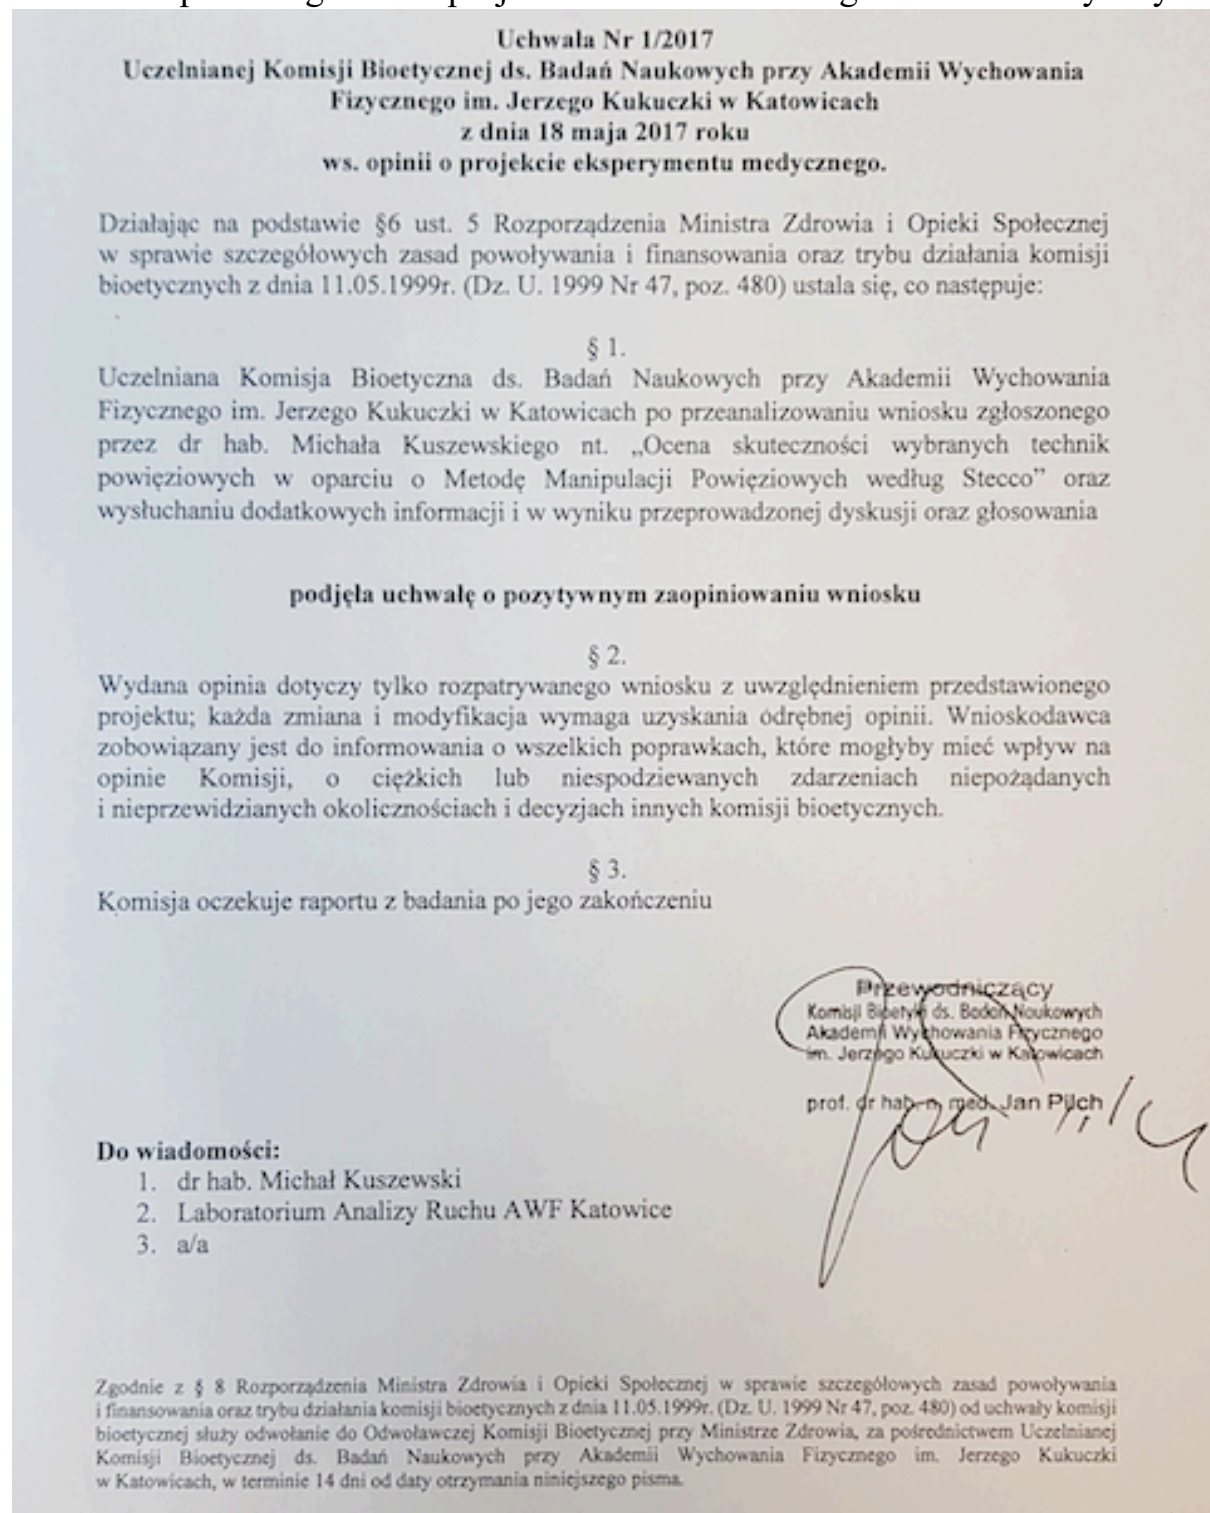 Uchwała Nr 1/2017
Uczelnianej Komisji Bioetycznej ds. Badań Naukowych przy Akademii Wychowania
Fizycznego im. Jerzego Kukuczki w Katowicach
z dnia 18 maja 2017 roku
ws. opinii o projekcie eksperymentu medycznego.
Działając na podstawie §6 ust. 5 Rozporządzenia Ministra Zdrowia i Opieki Społecznej
w sprawie szczegółowych zasad powoływania i finansowania oraz trybu działania komisji
bioetycznych z dnia 11.05.1999r. (Dz. U. 1999 Nr 47, poz. 480) ustala się, co następuje:
§ 1.
Uczelniana Komisja Bioetyczna ds. Badań Naukowych przy Akademii Wychowania
Fizycznego im. Jerzego Kukuczki w Katowicach po przeanalizowaniu wniosku zgłoszonego
przez dr hab. Michała Kuszewskiego nt. „Ocena skuteczności wybranych technik
powięziowych w oparciu o Metodę Manipulacji Powięziowych według Stecco” oraz
wysłuchaniu dodatkowych informacji i w wyniku przeprowadzonej dyskusji oraz głosowania
podjęła uchwałę o pozytywnym zaopiniowaniu wniosku
§ 2.
Wydana opinia dotyczy tylko rozpatrywanego wniosku z uwzględnieniem przedstawionego
projektu; każda zmiana i modyfikacja wymaga uzyskania odrębnej opinii. Wnioskodawca
zobowiązany jest do informowania o wszelkich poprawkach, które mogłyby mieć wpływ na
opinie Komisji, o ciężkich lub niespodziewanych zdarzeniach niepożądanych
i nieprzewidzianych okolicznościach i decyzjach innych komisji bioetycznych.
§ 3.
Komisja oczekuje raportu z badania po jego zakończeniu
Przewodniczący
Komisji Bioetyki ds. Badań Naukowych
Akademii Wychowania Fizycznego
im. Jerzego Kukuczki w Katowicach
prof. dr hab. n. med. Jan Pilch
Do wiadomości:
1. dr hab. Michał Kuszewski
2. Laboratorium Analizy Ruchu AWF Katowice
3. a/a
Zgodnie z § 8 Rozporządzenia Ministra Zdrowia i Opieki Społecznej w sprawie szczegółowych zasad powoływania
i finansowania oraz trybu działania komisji bioetycznych z dnia 11.05.1999r. (Dz. U. 1999 Nr 47, poz. 480) od uchwały komisji
bioetycznej służy odwołanie do Odwoławczej Komisji Bioetycznej przy Ministrze Zdrowia, za pośrednictwem Uczelnianej
Komisji Bioetycznej ds. Badań Naukowych przy Akademii Wychowania Fizycznego im. Jerzego Kukuczki
w Katowicach, w terminie 14 dni od daty otrzymania niniejszego pisma.